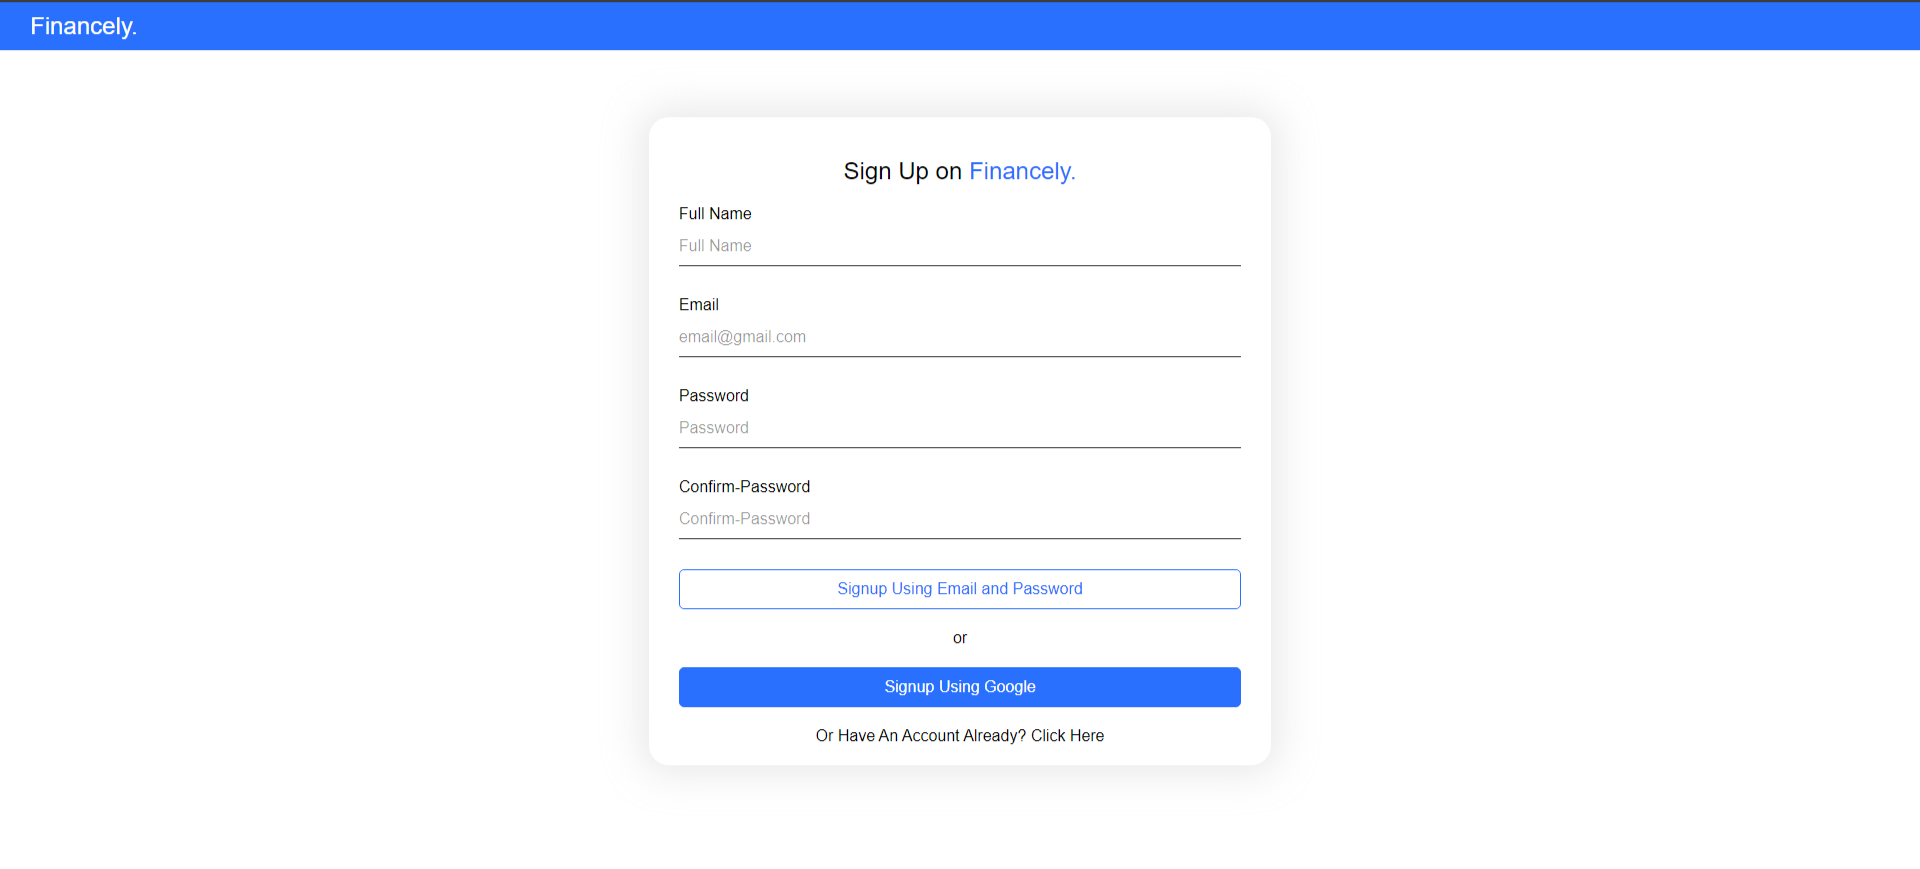 Financely.
Sign Up on Financely.
Full Name
Full Name
Email
email@gmail.com
Password
Password
Confirm-Password
Confirm-Password
Signup Using Email and Password
or
Signup Using Google
Or Have An Account Already? Click Here